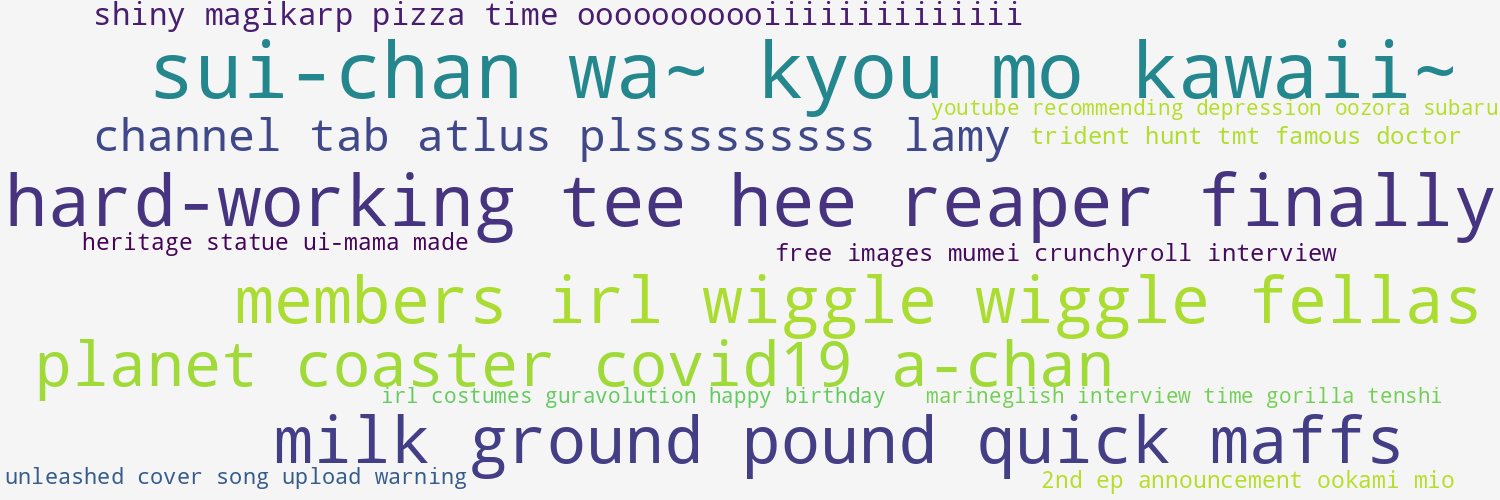 shiny magikarp pizza time ooooooooooiiiiiiiiiiiiii
sui-chan wa~ kyou mo kawaii~
youtube recommending depression oozora subaru
channel tab atlus plssssssssss lamy
trident hunt tmt famous doctor
hard-working tee hee reaper finally
heritage statue ui-mama made
free images mumei crunchyroll interview
members irl wiggle wiggle fellas
planet coaster covid19 a-chan
irl costumes guravolution happy birthday
marineglish interview time gorilla tenshi
milk ground pound quick maffs
unleashed cover song upload warning
2nd ep announcement ookami mio